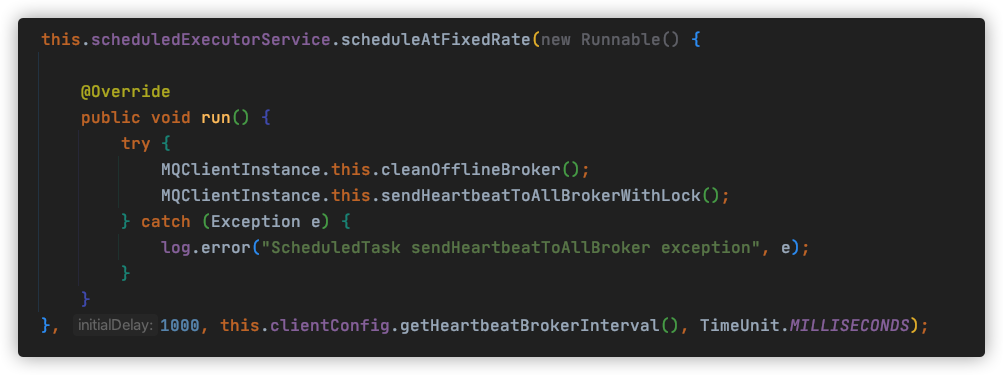 this.scheduledExecutorService.scheduleAtFixedRate(new Runnable() {
@Override
public void run() {
try {
MQClientInstance.this.cleanOfflineBroker();
MQClientInstance.this.sendHeartbeatToAllBrokerWithLock();
} catch (Exception e) {
log.error("ScheduledTask sendHeartbeatToAllBroker exception", e);
}
}
}, initialDelay: 1000, this.clientConfig.getHeartbeatBrokerInterval(), TimeUnit.MILLISECONDS);